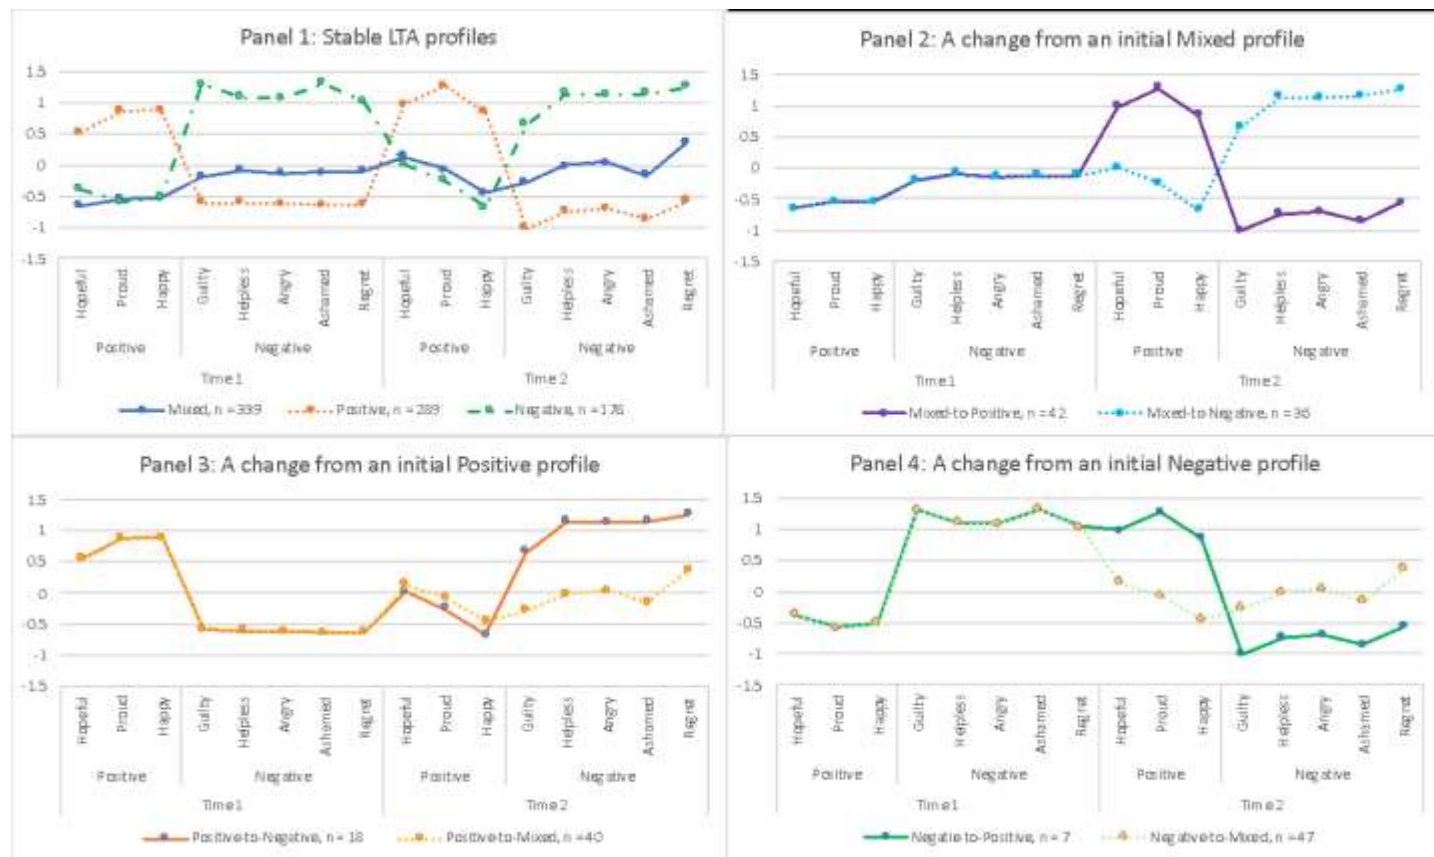 Panel 1: Stable LTA profiles
1.5
1
0.5
0
-0.5
-1
-1.5
Hopeful Proud Happy Guilty Helpless Angry Ashamed Regret Hopeful Proud Happy Guilty Helpless Angry Ashamed Regret
Positive Negative Positive Negative
Time 1 Time 2
Mixed, n = 339 Positive, n = 289 Negative, n = 176
Panel 2: A change from an initial Mixed profile
1.5
1
0.5
0
-0.5
-1
-1.5
Hopeful Proud Happy Guilty Helpless Angry Ashamed Regret Hopeful Proud Happy Guilty Helpless Angry Ashamed Regret
Positive Negative Positive Negative
Time 1 Time 2
Mixed-to Positive, n = 42 Mixed-to Negative, n = 36
Panel 3: A change from an initial Positive profile
1.5
1
0.5
0
-0.5
-1
-1.5
Hopeful Proud Happy Guilty Helpless Angry Ashamed Regret Hopeful Proud Happy Guilty Helpless Angry Ashamed Regret
Positive Negative Positive Negative
Time 1 Time 2
Positive-to-Negative, n = 18 Positive-to-Mixed, n = 40
Panel 4: A change from an initial Negative profile
1.5
1
0.5
0
-0.5
-1
-1.5
Hopeful Proud Happy Guilty Helpless Angry Ashamed Regret Hopeful Proud Happy Guilty Helpless Angry Ashamed Regret
Positive Negative Positive Negative
Time 1 Time 2
Negatie-to-Positive, n = 7 Negative-to-Mixed, n = 47